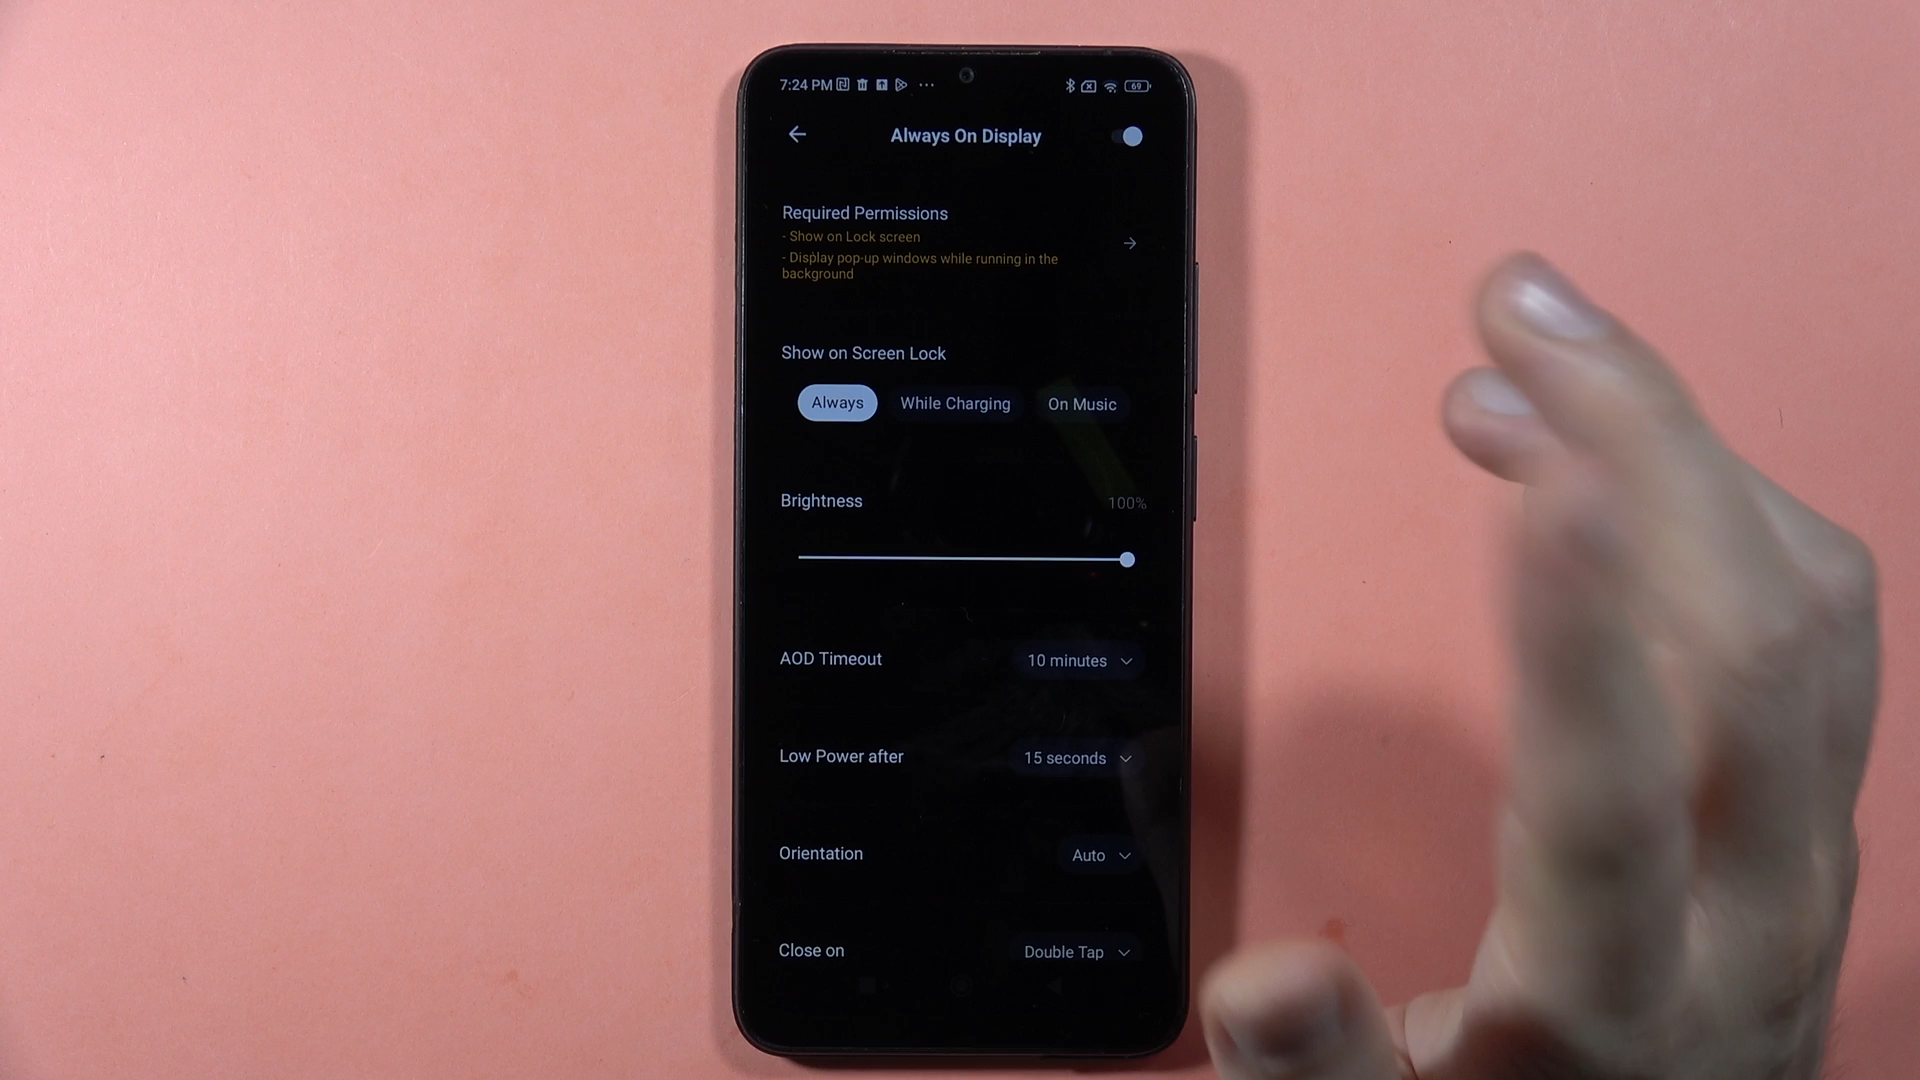 7:24 PM
69
Always On Display
Required Permissions
- Show on Lock screen
- Display pop-up windows while running in the
background
Show on Screen Lock
Always
While Charging
On Music
Brightness
100%
AOD Timeout
10 minutes
Low Power after
15 seconds
Orientation
Auto
Close on
Double Tap